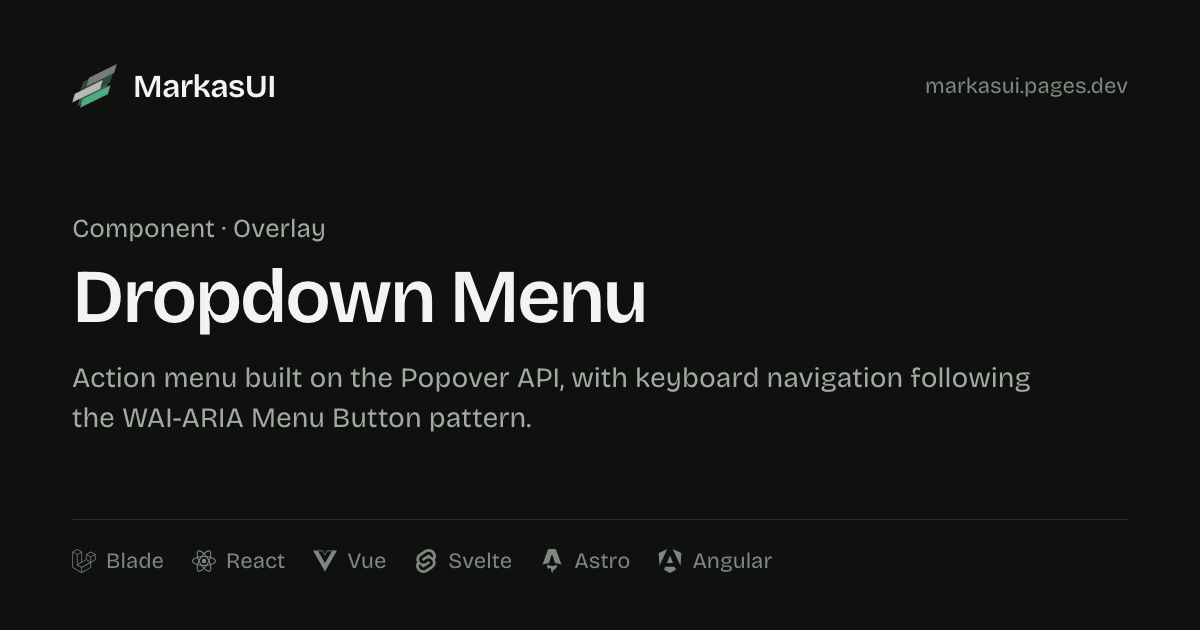 MarkasUI
markasui.pages.dev
Component · Overlay
Dropdown Menu
Action menu built on the Popover API, with keyboard navigation following
the WAI-ARIA Menu Button pattern.
Blade React Vue Svelte Astro Angular